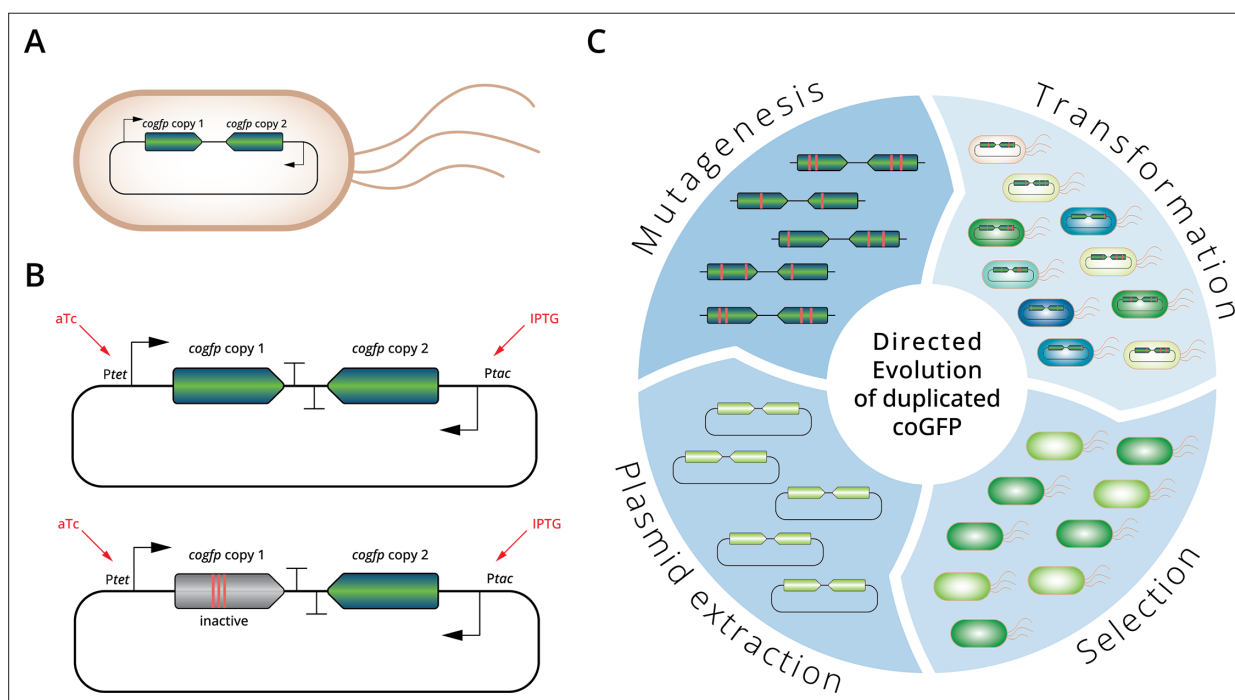 A
cogfp copy 1 cogfp copy 2
B
aTc IPTG
Ptet cogfp copy 1 cogfp copy 2 Ptac
aTc IPTG
Ptet cogfp copy 1 cogfp copy 2 Ptac
inactive
C
Mutagenesis
Transformation
Directed
Evolution
of duplicated
coGFP
Plasmid extraction
Selection